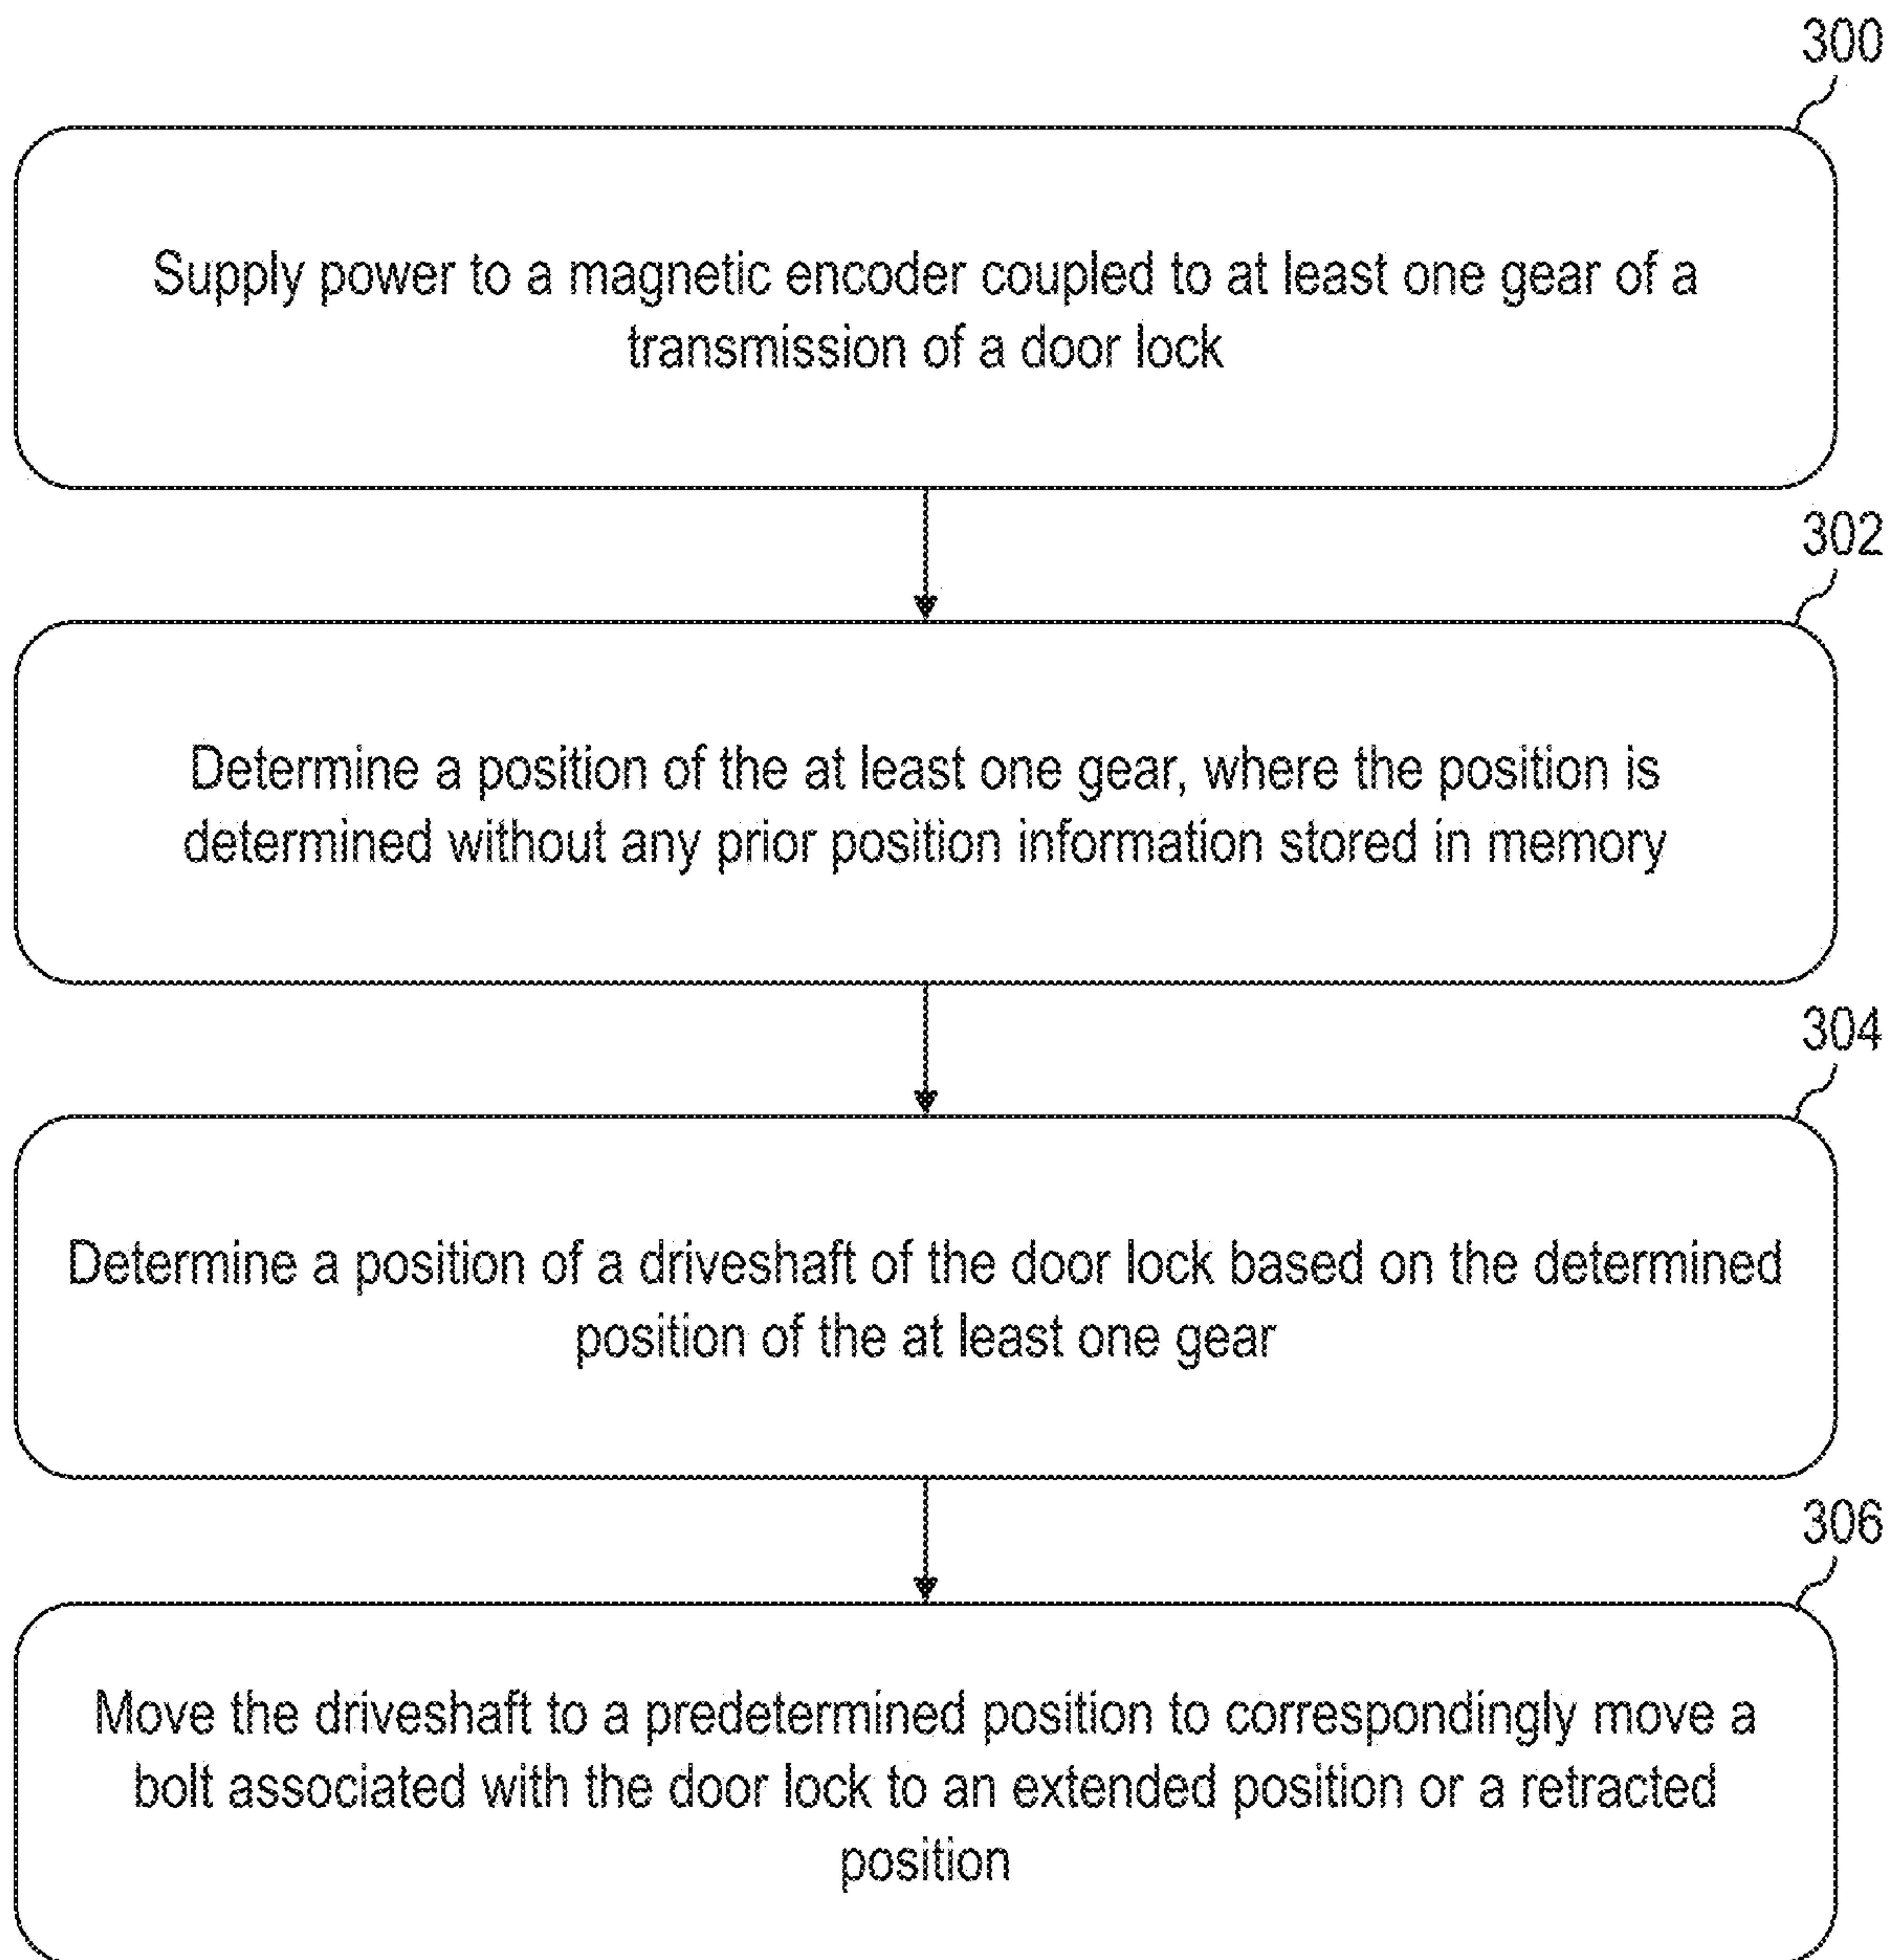 300
Supply power to a magnetic encoder coupled to at least one gear of a
transmission of a door lock
302
Determine a position of the at least one gear, where the position is
determined without any prior position information stored in memory
304
Determine a position of a driveshaft of the door lock based on the determined
position of the at least one gear
306
Move the driveshaft to a predetermined position to correspondingly move a
bolt associated with the door lock to an extended position or a retracted
position